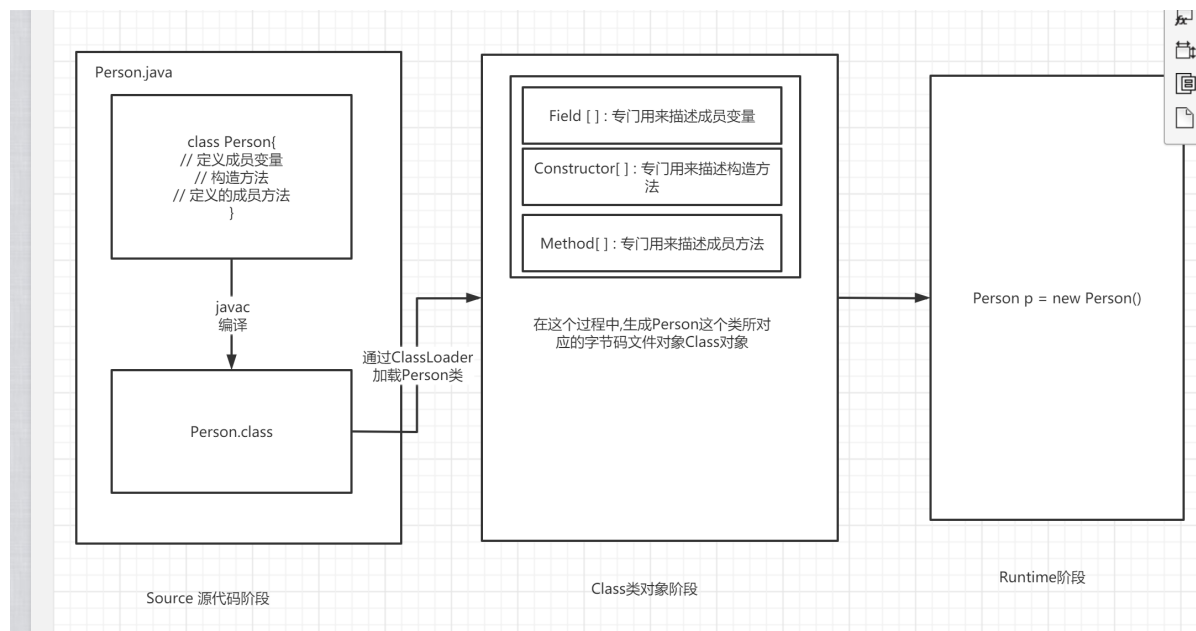 Person.java
class Person{
// 定义成员变量
// 构造方法
// 定义的成员方法
}
javac
编译
Person.class
通过ClassLoader
加载Person类
Field [ ] : 专门用来描述成员变量
Constructor[ ] : 专门用来描述构造方
法
Method[ ] : 专门用来描述成员方法
在这个过程中,生成Person这个类所对
应的字节码文件对象Class对象
Person p = new Person()
Source 源代码阶段
Class类对象阶段
Runtime阶段